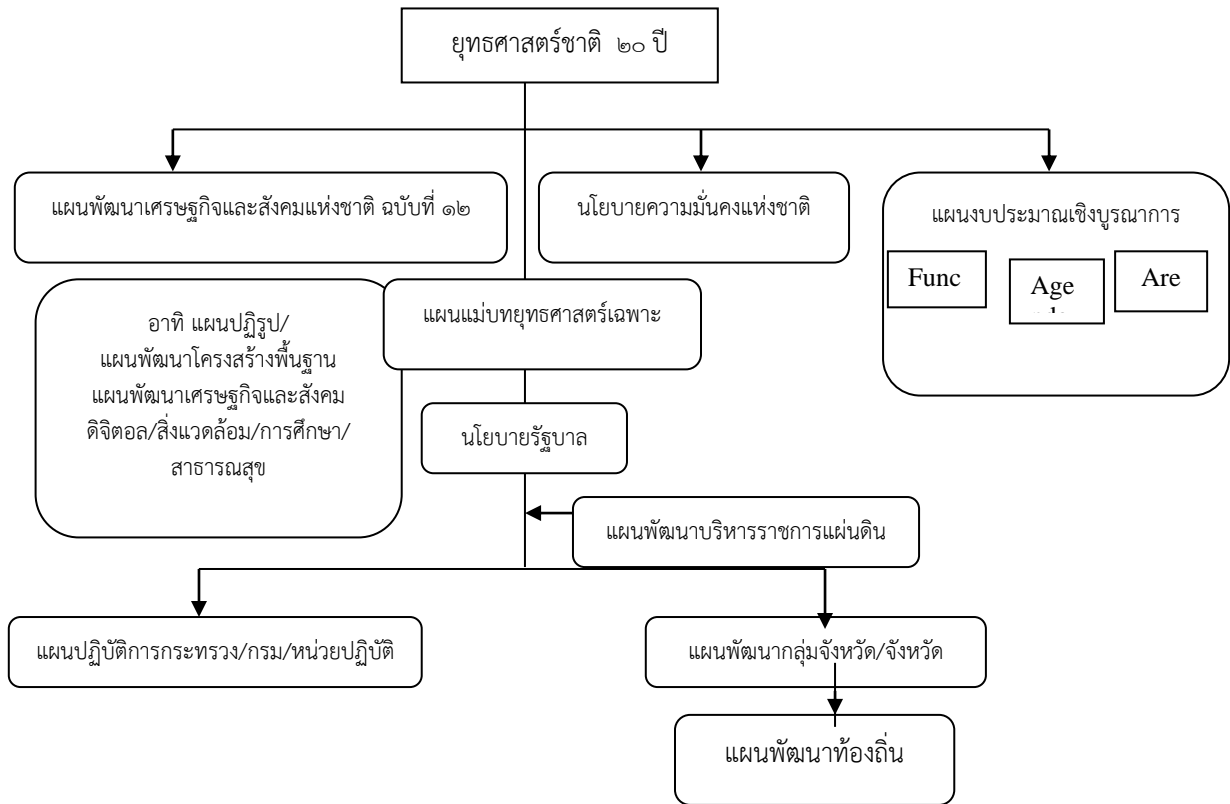 ยุทธศาสตร์ชาติ ๒๐ ปี
แผนพัฒนาเศรษฐกิจและสังคมแห่งชาติ ฉบับที่ ๑๒
นโยบายความมั่นคงแห่งชาติ
แผนงบประมาณเชิงบูรณาการ
Func
Age
Are
อาทิ แผนปฏิรูป/
แผนพัฒนาโครงสร้างพื้นฐาน
แผนพัฒนาเศรษฐกิจและสังคม
ดิจิตอล/สิ่งแวดล้อม/การศึกษา/
สาธารณสุข
แผนแม่บทยุทธศาสตร์เฉพาะ
นโยบายรัฐบาล
แผนพัฒนาบริหารราชการแผ่นดิน
แผนปฏิบัติการกระทรวง/กรม/หน่วยปฏิบัติ
แผนพัฒนากลุ่มจังหวัด/จังหวัด
แผนพัฒนาท้องถิ่น